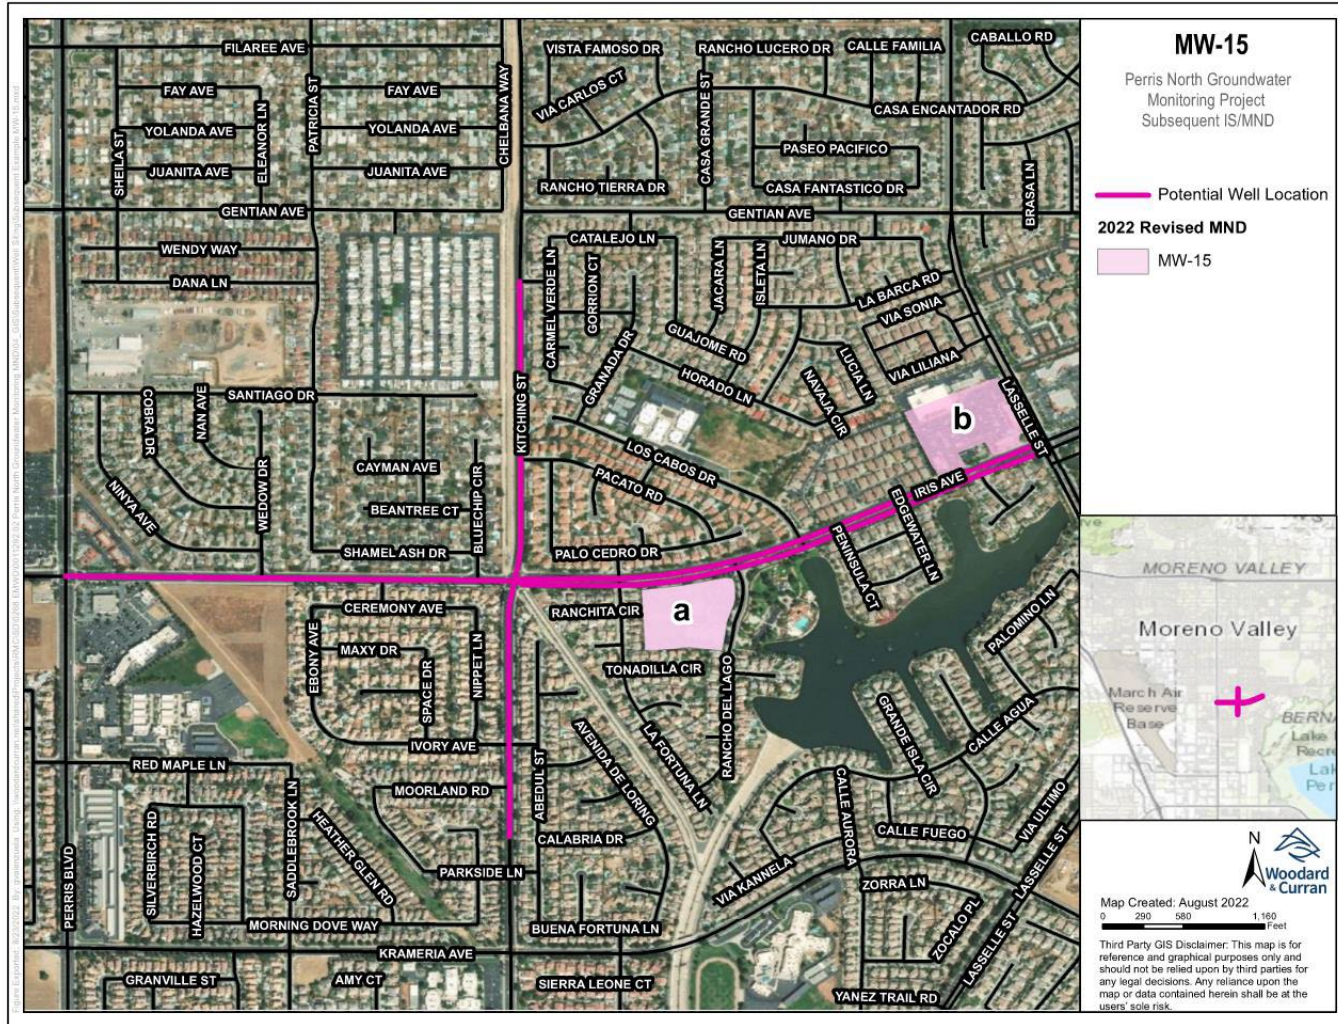 FILAREE AVE
FAY AVE
FAY AVE
YOLANDA AVE
YOLANDA AVE
JUANITA AVE
JUANITA AVE
SHEILA ST
ELEANOR LN
PATRICIA ST
CHELBANA WAY
GENTIAN AVE
WENDY WAY
DANA LN
VISTA FAMOSO DR
RANCHO LUCERO DR
CALLE FAMILIA
CABALLO RD
VIA CARLOS CT
CASA GRANDE ST
CASA ENCANTADOR RD
PASEO PACIFICO
RANCHO TIERRA DR
CASA FANTASTICO DR
BRASA LN
GENTIAN AVE
CATALEJO LN
JUMANO DR
CARMEL VERDE LN
GORRION CT
JACARA LN
ISLETA LN
LA BARCA RD
VIA SONIA
GUAJOME RD
VIA LILIANA
GRANADA DR
HORADO LN
LUCIA LN
NAVAJA CIR
LASSELLE ST
KITCHING ST
SANTIAGO DR
COBRA DR
NAN AVE
CAYMAN AVE
WEDOW DR
BLUECHIP CIR
NINYA AVE
BEANTREE CT
SHAMEL ASH DR
LOS CABOS DR
PACATO RD
PALO CEDRO DR
b
IRIS AVE
EDGEWATER LN
PENINSULA CT
CEREMONY AVE
RANCHITA CIR
a
EBONY AVE
MAXY DR
SPACE DR
NIPPET LN
TONADILLA CIR
RANCHO DEL LAGO
PALOMINO LN
IVORY AVE
LA FORTUNA LN
GRANDE ISLA CIR
CALLE AGUA
RED MAPLE LN
MOORLAND RD
ABEDUL ST
AVENIDA DE LORING
SILVERBIRCH RD
HAZELWOOD CT
SADDLEBROOK LN
HEATHER GLEN RD
CALABRIA DR
CALLE AURORA
CALLE FUEGO
VIA ULTIMO
PERRIS BLVD
PARKSIDE LN
VIA KANNELA
ZORRA LN
LASSELLE ST
MORNING DOVE WAY
BUENA FORTUNA LN
ZOCALO PL
KRAMERIA AVE
GRANVILLE ST
AMY CT
SIERRA LEONE CT
LASSELLE ST
YANEZ TRAIL RD
MW-15
Perris North Groundwater
Monitoring Project
Subsequent IS/MND
Potential Well Location
2022 Revised MND
MW-15
MORENO VALLEY
Moreno Valley
March Air
Reserve
Base
N
Woodard
& Curran
Map Created: August 2022
0 290 580 1,160
Feet
Third Party GIS Disclaimer: This map is for
reference and graphical purposes only and
should not be relied upon by third parties for
any legal decisions. Any reliance upon the
map or data contained herein shall be at the
users' sole risk.